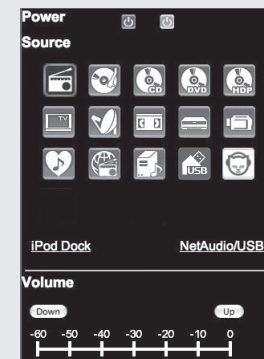 Power
Source
CD DVD HDP
TV
USB
iPod Dock NetAudio/USB
Volume
Down Up
-60 -50 -40 -30 -20 -10 0